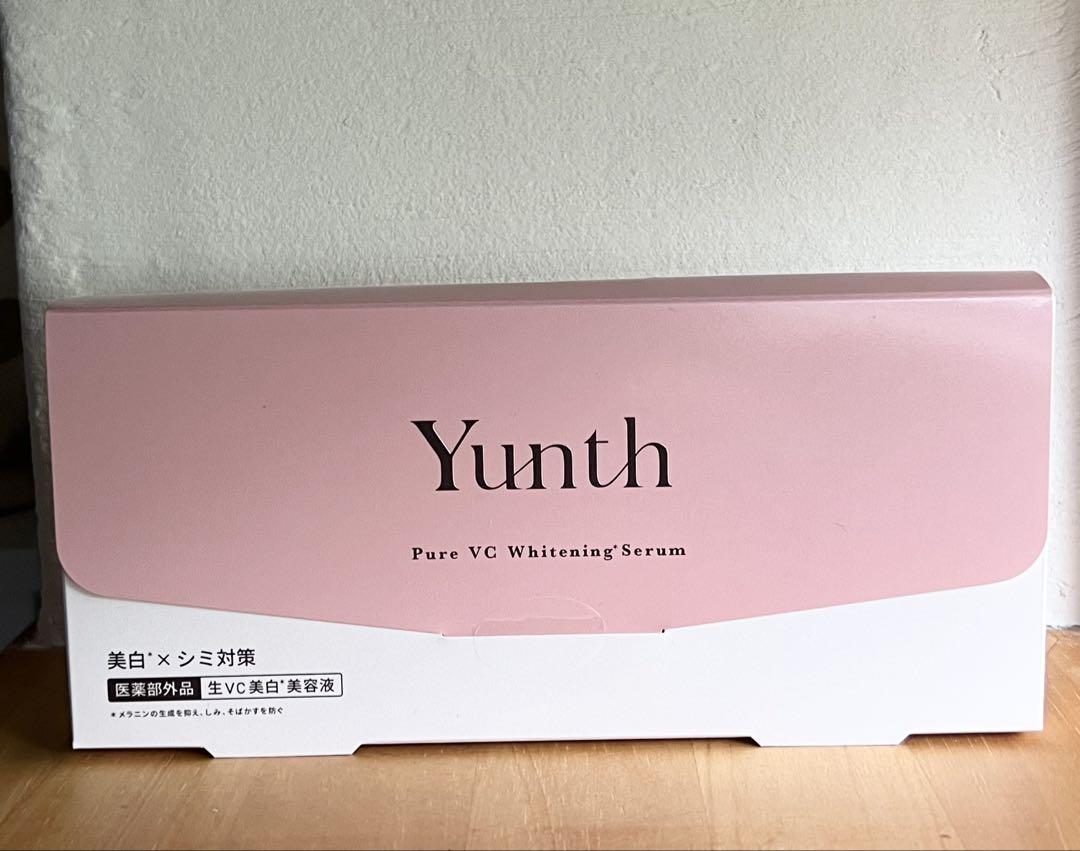 Yunth
Pure VC Whitening*Serum
美白*×シミ対策
医薬部外品 生VC美白*美容液
*メラニンの生成を抑え、しみ、そばかすを防ぐ